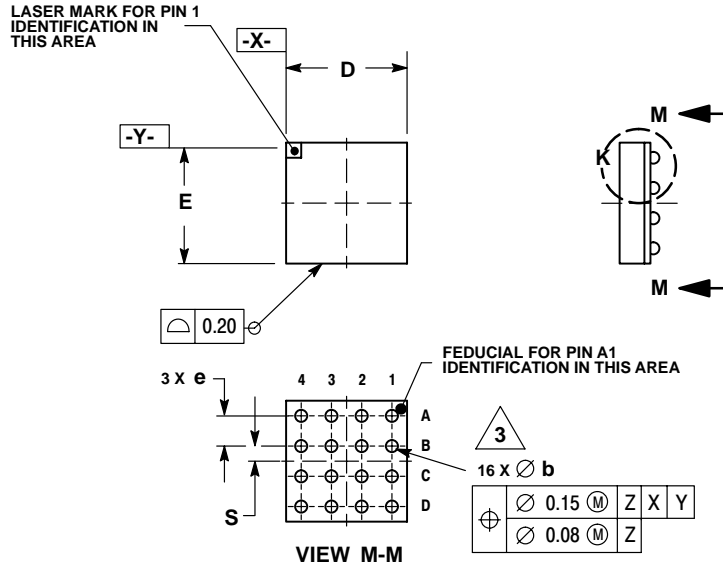 LASER MARK FOR PIN 1
IDENTIFICATION IN
THIS AREA
-X-
D
M
-Y-
K
E
M
0.20
FEDUCIAL FOR PIN A1
IDENTIFICATION IN THIS AREA
3 X e
4 3 2 1
A
B
C
D
3
16 X ∅ b
∅ 0.15 Ⓜ Z X Y
∅ 0.08 Ⓜ Z
S
VIEW M-M